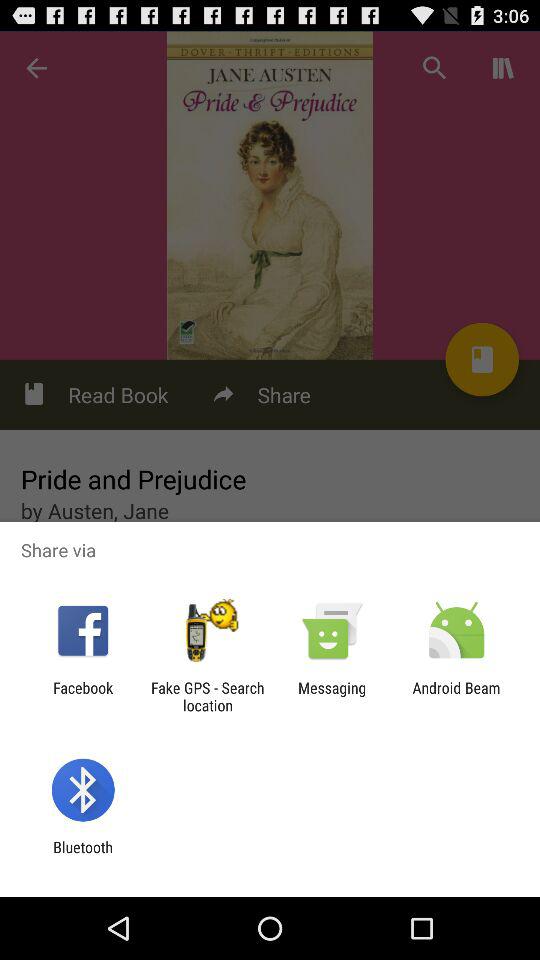 3:06
DOVER · THRIFT · EDITIONS
JANE AUSTEN
Pride & Prejudice
Read Book
Share
Pride and Prejudice
by Austen, Jane
Share via
Facebook
Fake GPS - Search
location
Messaging
Android Beam
Bluetooth